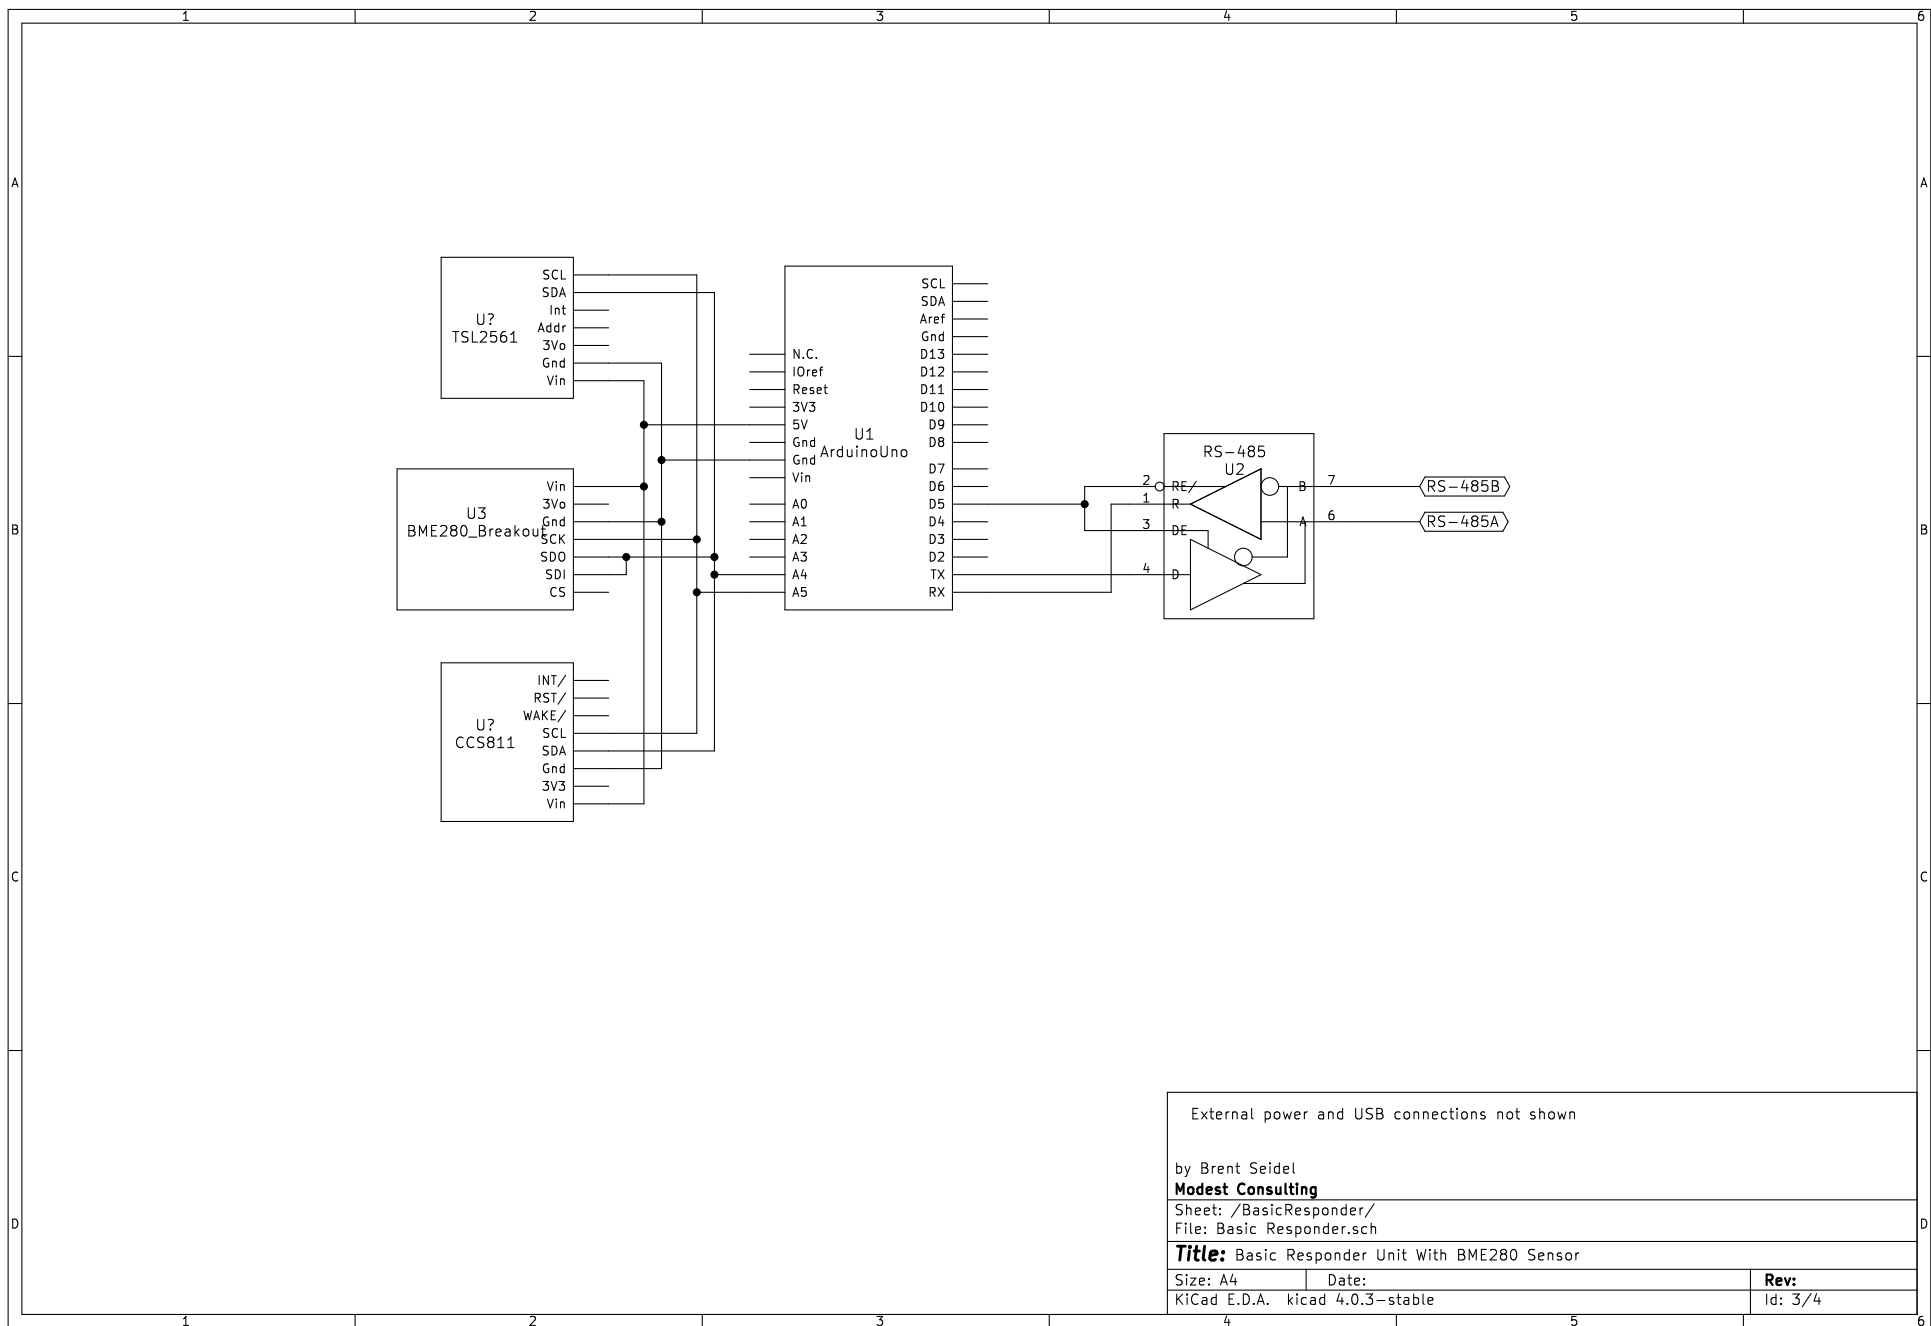 1 2 3 4 5 6
A A
B B
C C
D D
U?
TSL2561
SCL
SDA
Int
Addr
3Vo
Gnd
Vin
U3
BME280_Breakout
Vin
3Vo
Gnd
SCK
SDO
SDI
CS
U?
CCS811
INT/
RST/
WAKE/
SCL
SDA
Gnd
3V3
Vin
U1
ArduinoUno
N.C.
IOref
Reset
3V3
5V
Gnd
Gnd
Vin
A0
A1
A2
A3
A4
A5
SCL
SDA
Aref
Gnd
D13
D12
D11
D10
D9
D8
D7
D6
D5
D4
D3
D2
TX
RX
RS-485
U2
2 RE/
1 R
3 DE
4 D
B 7
A 6
RS-485B
RS-485A
External power and USB connections not shown
by Brent Seidel
Modest Consulting
Sheet: /BasicResponder/
File: Basic Responder.sch
Title: Basic Responder Unit With BME280 Sensor
Size: A4 Date: Rev:
KiCad E.D.A. kicad 4.0.3-stable Id: 3/4
1 2 3 4 5 6